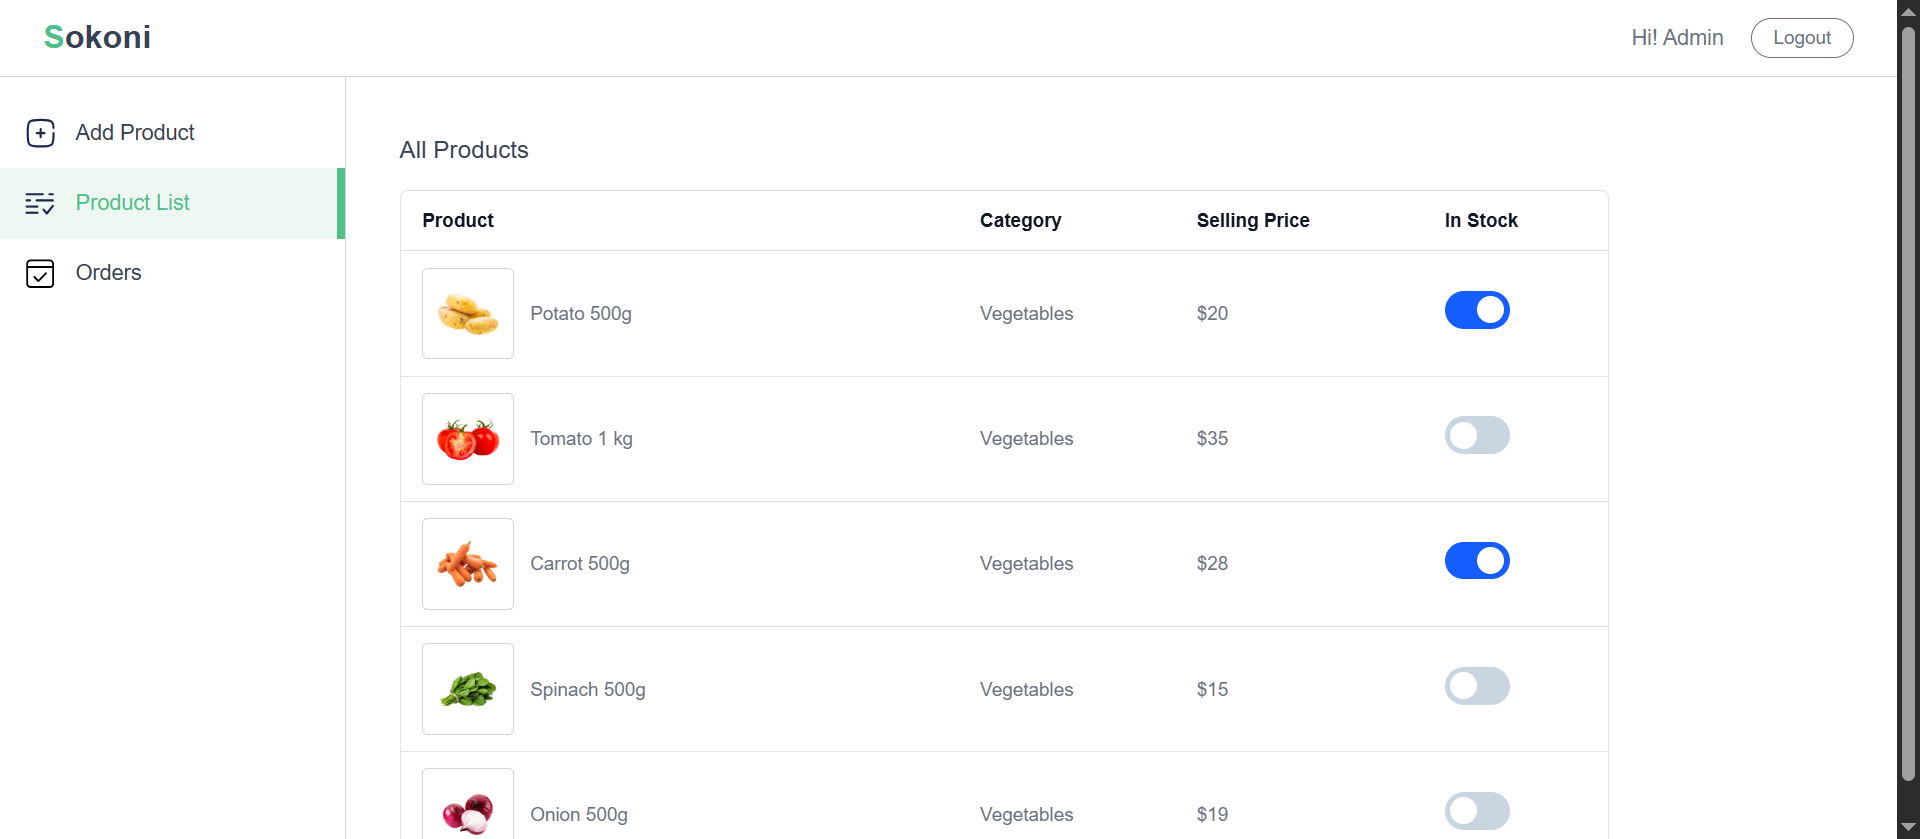 Sokoni
Hi! Admin
Logout
Add Product
Product List
Orders
All Products
Product Category Selling Price In Stock
Potato 500g Vegetables $20
Tomato 1 kg Vegetables $35
Carrot 500g Vegetables $28
Spinach 500g Vegetables $15
Onion 500g Vegetables $19